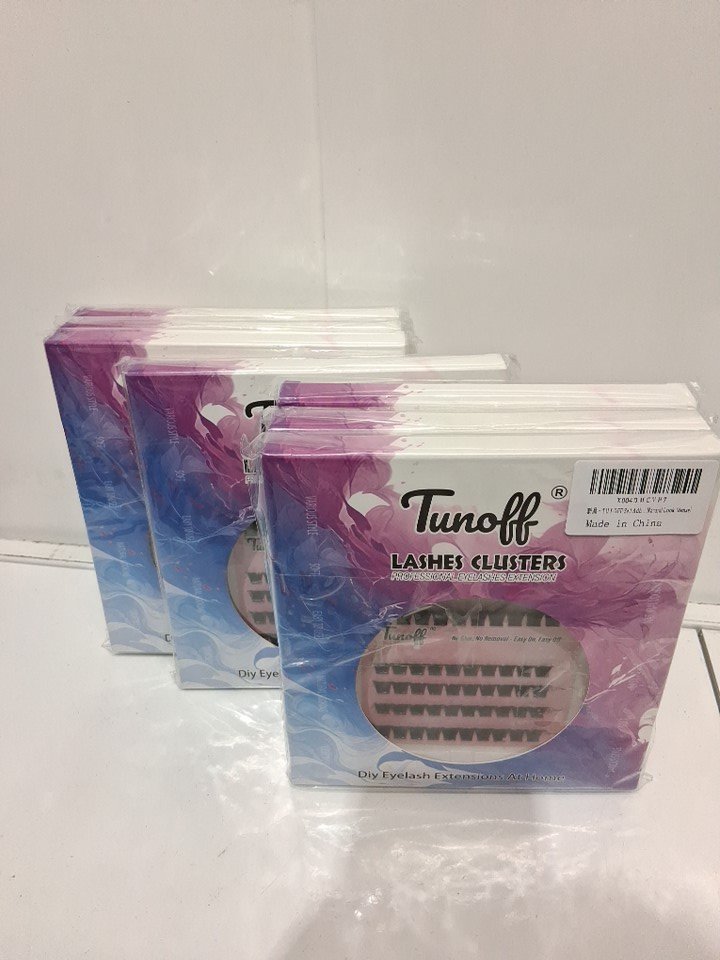 Tunoff®
LASHES CLUSTERS
PROFESSIONAL EYELASHES EXTENSION
Made in China
Tunoff™
No Glue, No Removal - Easy On, Easy Off
Diy Eyelash Extensions At Home
Tunoff
Diy Eye